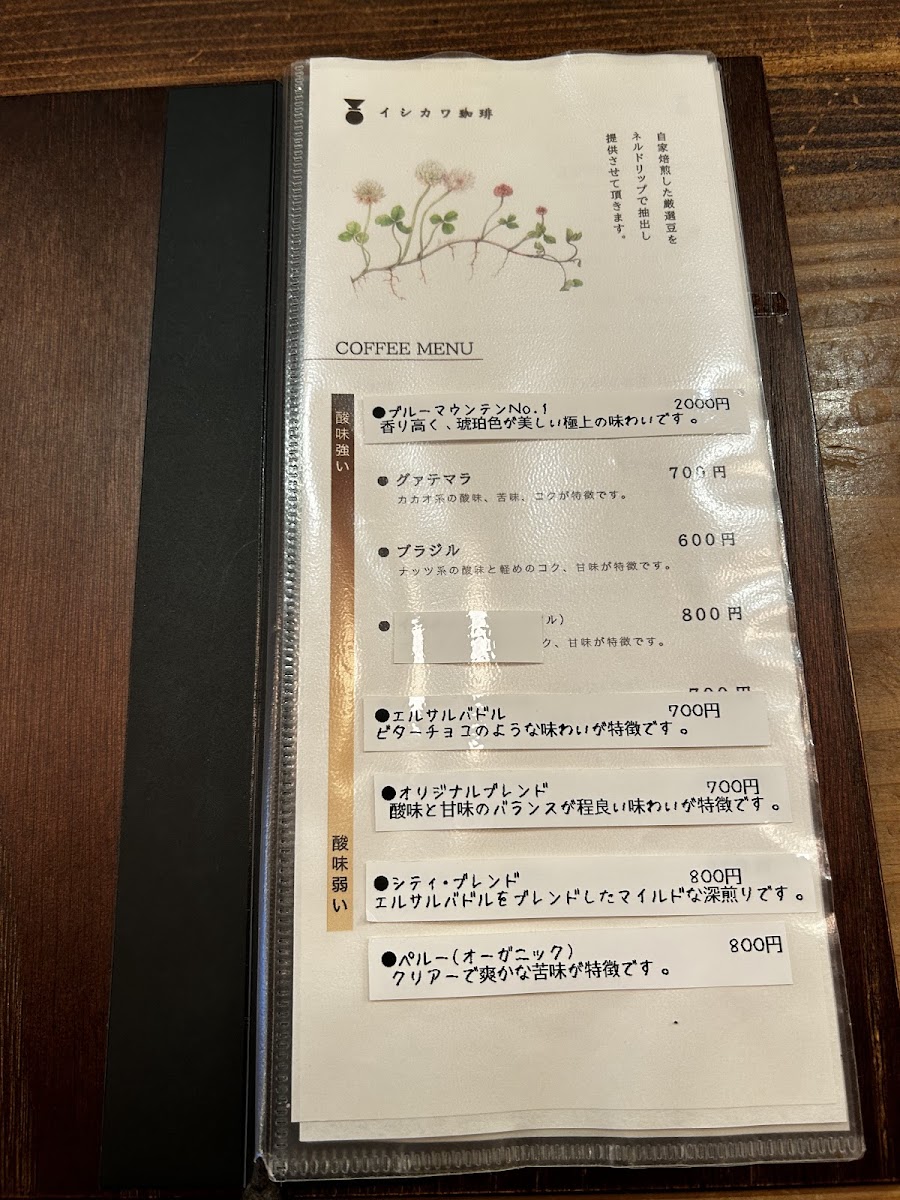 イシカワ珈琲
自家焙煎した厳選豆を
ネルドリップで抽出し
提供させて頂きます。
COFFEE MENU
酸味強い
●ブルーマウンテンNo.1 2000円
香り高く、琥珀色が美しい極上の味わいです。
● グァテマラ 700円
カカオ系の酸味、苦味、コクが特徴です。
● ブラジル 600円
ナッツ系の酸味と軽めのコク、甘味が特徴です。
● ル) 800円
ク、甘味が特徴です。
700円
●エルサルバドル 700円
ビターチョコのような味わいが特徴です。
●オリジナルブレンド 700円
酸味と甘味のバランスが程良い味わいが特徴です。
酸味弱い
●シティ・ブレンド 800円
エルサルバドルをブレンドしたマイルドな深煎りです。
●ペルー(オーガニック) 800円
クリアーで爽かな苦味が特徴です。